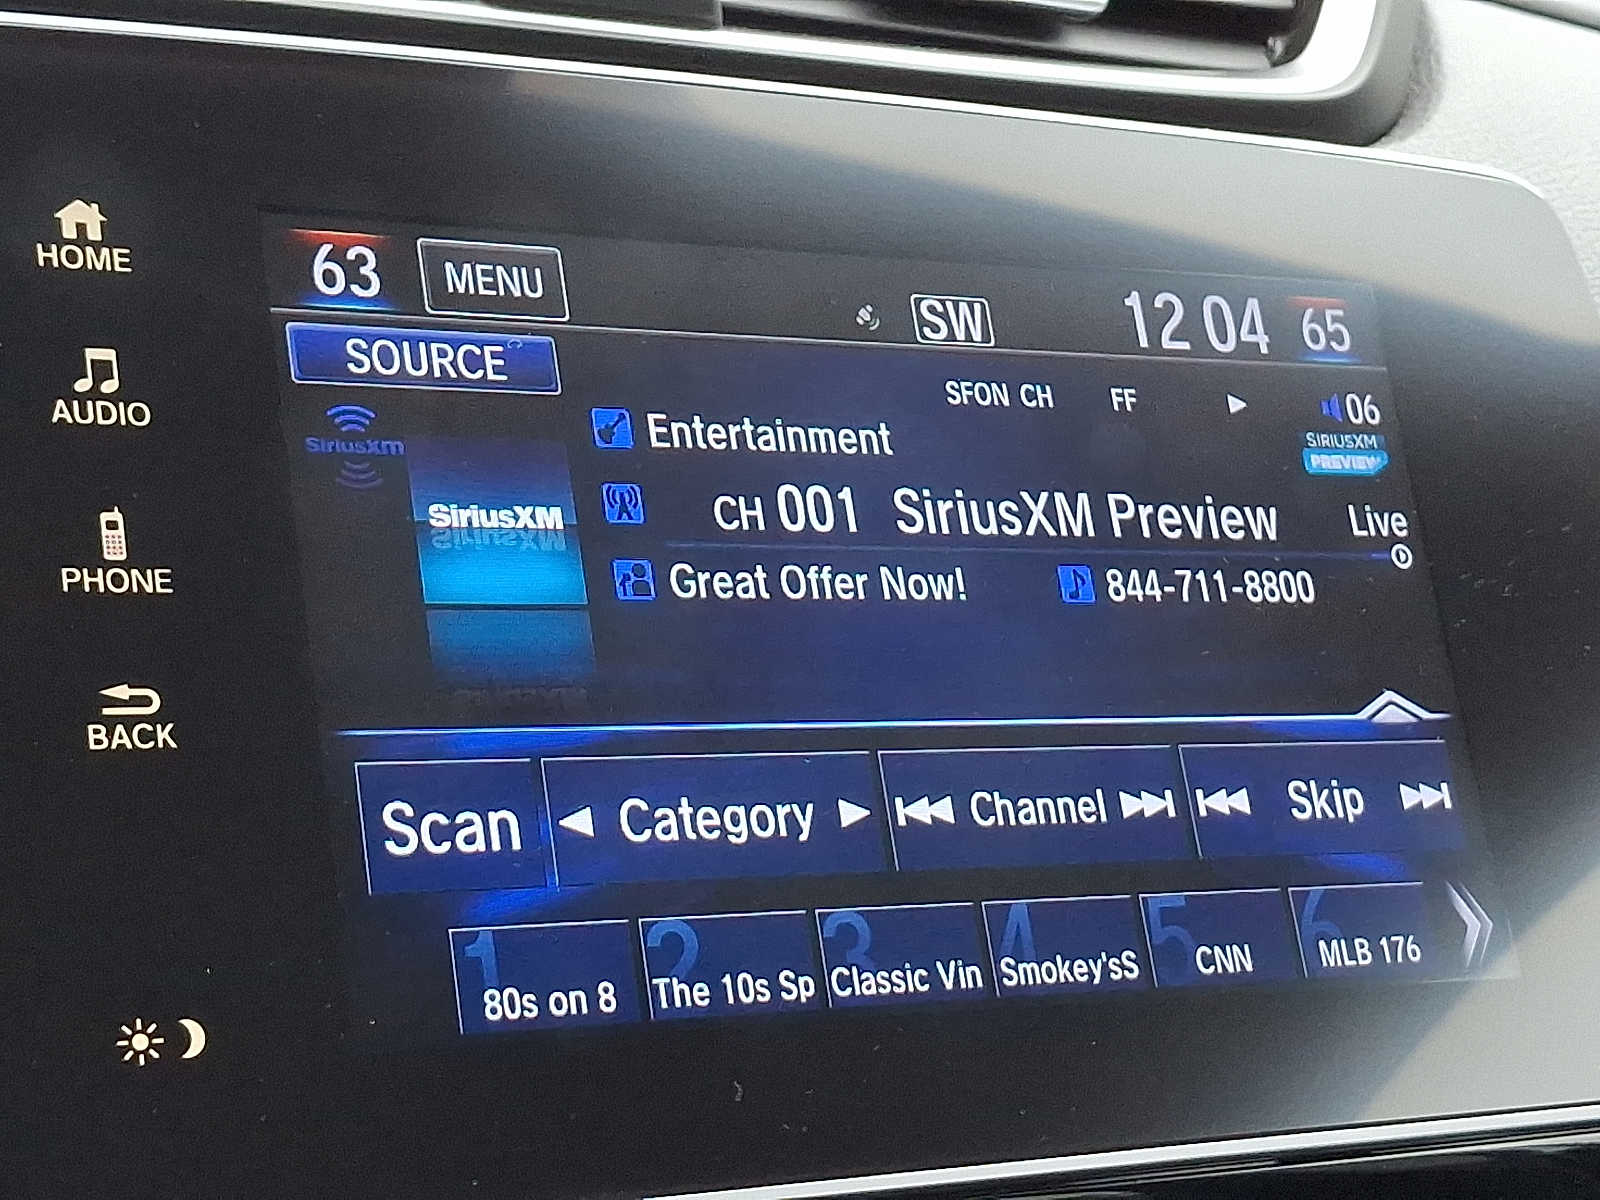 HOME
AUDIO
PHONE
BACK
63 MENU SW 12 04 65
SOURCE
SFON CH FF 06
SiriusXM
SIRIUSXM
PREVIEW
SiriusXM
Entertainment
CH 001 SiriusXM Preview Live
Great Offer Now! 844-711-8800
Scan Category Channel Skip
1 80s on 8
2 The 10s Sp
3 Classic Vin
4 Smokey'sS
5 CNN
6 MLB 176